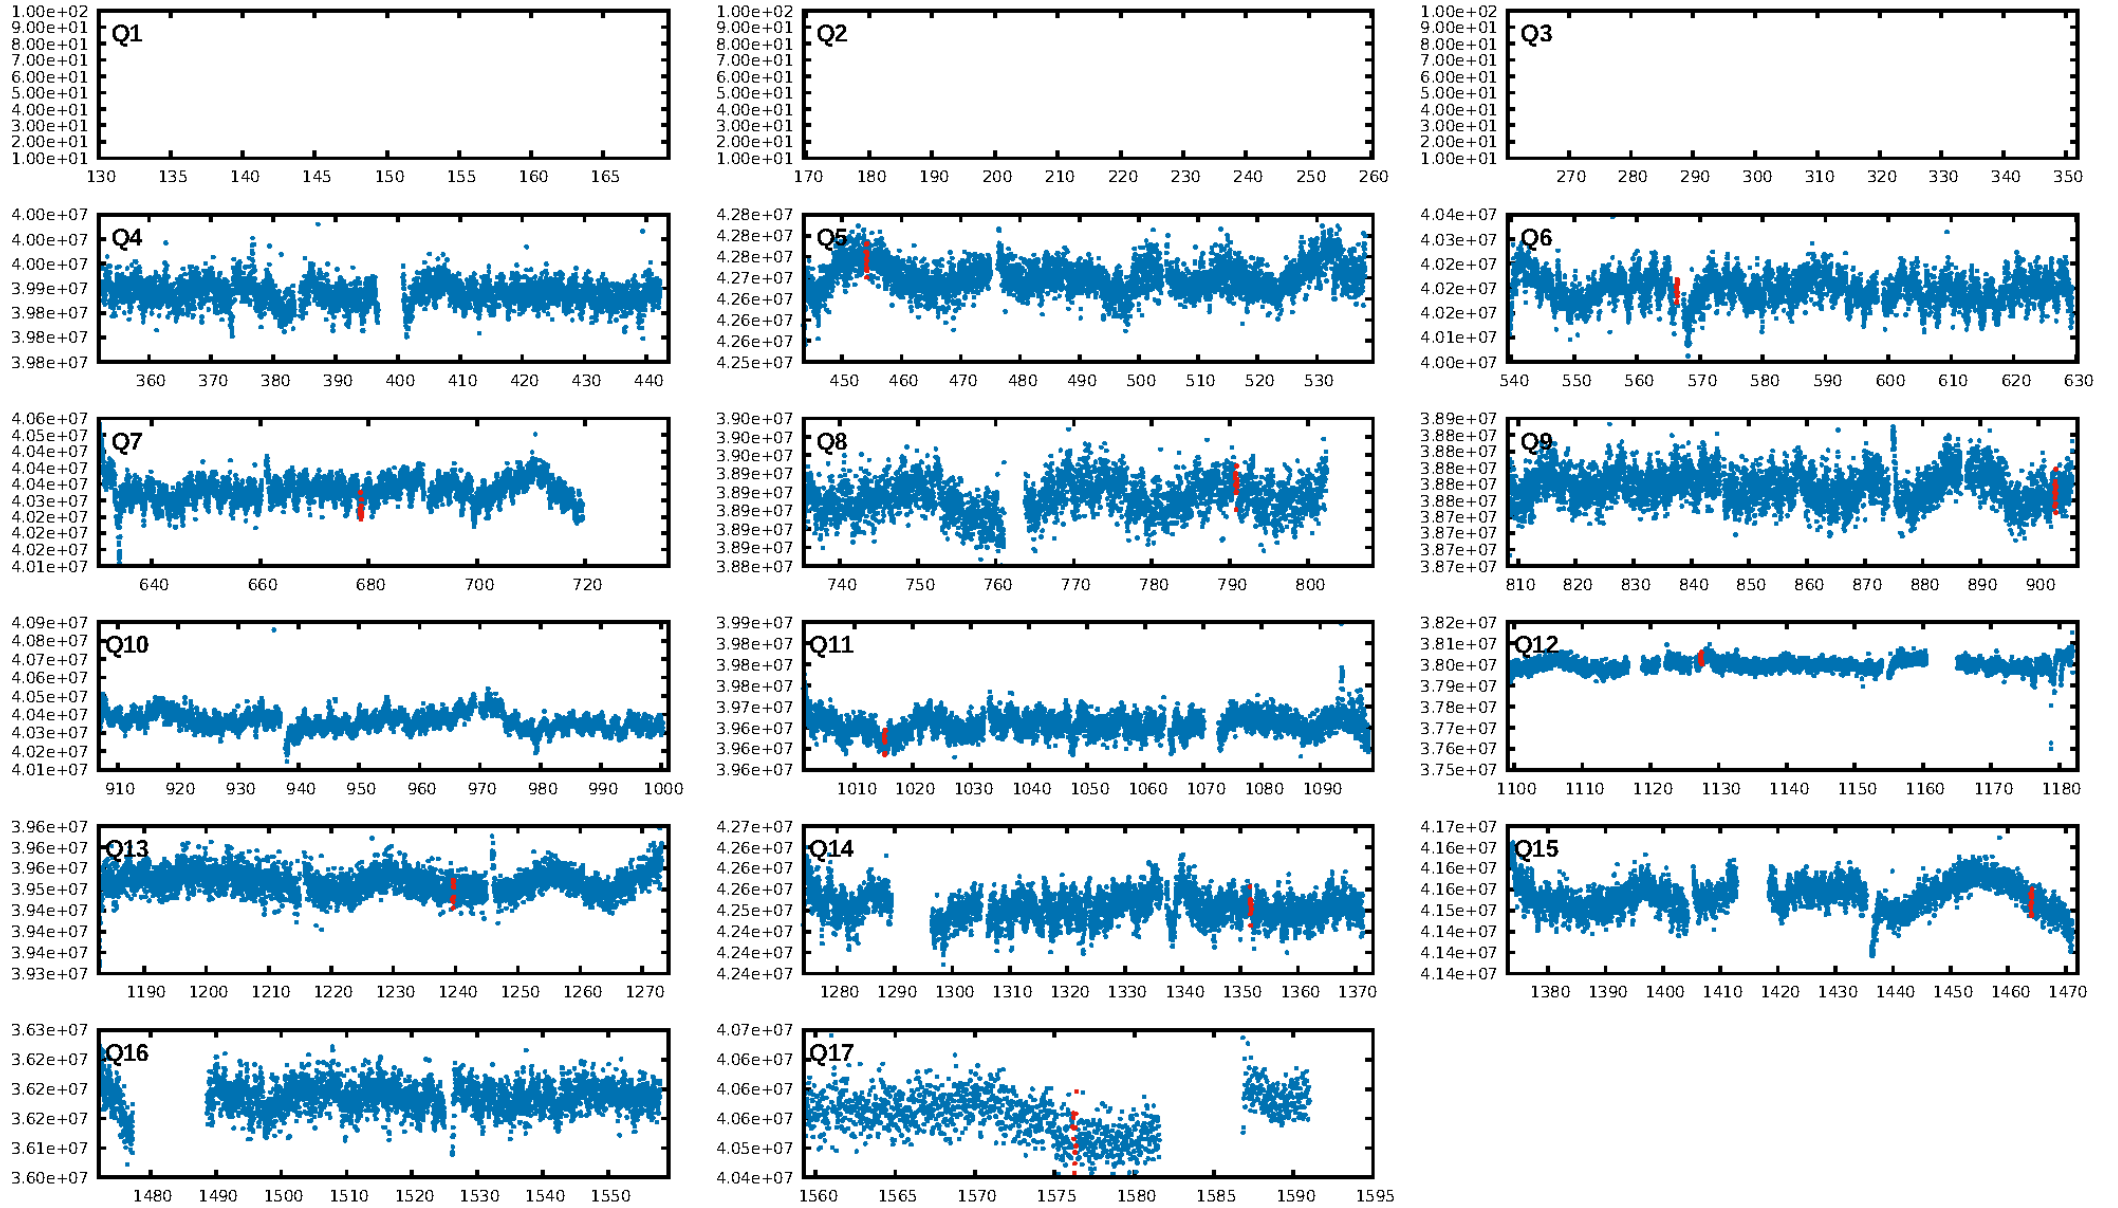 1.00e+02
9.00e+01
8.00e+01
7.00e+01
6.00e+01
5.00e+01
4.00e+01
3.00e+01
2.00e+01
1.00e+01
Q1
130 135 140 145 150 155 160 165
1.00e+02
9.00e+01
8.00e+01
7.00e+01
6.00e+01
5.00e+01
4.00e+01
3.00e+01
2.00e+01
1.00e+01
Q2
170 180 190 200 210 220 230 240 250 260
1.00e+02
9.00e+01
8.00e+01
7.00e+01
6.00e+01
5.00e+01
4.00e+01
3.00e+01
2.00e+01
1.00e+01
Q3
270 280 290 300 310 320 330 340 350
4.00e+07
4.00e+07
4.00e+07
3.99e+07
3.98e+07
3.98e+07
3.98e+07
Q4
360 370 380 390 400 410 420 430 440
4.28e+07
4.28e+07
4.28e+07
4.27e+07
4.26e+07
4.26e+07
4.26e+07
4.25e+07
Q5
450 460 470 480 490 500 510 520 530
4.04e+07
4.03e+07
4.02e+07
4.02e+07
4.02e+07
4.01e+07
4.00e+07
Q6
540 550 560 570 580 590 600 610 620 630
4.06e+07
4.05e+07
4.04e+07
4.04e+07
4.04e+07
4.03e+07
4.02e+07
4.02e+07
4.02e+07
4.01e+07
Q7
640 660 680 700 720
3.90e+07
3.90e+07
3.90e+07
3.89e+07
3.89e+07
3.89e+07
3.89e+07
3.89e+07
3.88e+07
Q8
740 750 760 770 780 790 800
3.89e+07
3.88e+07
3.88e+07
3.88e+07
3.88e+07
3.88e+07
3.87e+07
3.87e+07
3.87e+07
3.87e+07
Q9
810 820 830 840 850 860 870 880 890 900
4.09e+07
4.08e+07
4.07e+07
4.06e+07
4.05e+07
4.04e+07
4.03e+07
4.02e+07
4.01e+07
Q10
910 920 930 940 950 960 970 980 990 1000
3.99e+07
3.98e+07
3.98e+07
3.98e+07
3.97e+07
3.96e+07
3.96e+07
3.96e+07
Q11
1010 1020 1030 1040 1050 1060 1070 1080 1090
3.82e+07
3.81e+07
3.80e+07
3.79e+07
3.78e+07
3.77e+07
3.76e+07
3.75e+07
Q12
1100 1110 1120 1130 1140 1150 1160 1170 1180
3.96e+07
3.96e+07
3.96e+07
3.95e+07
3.94e+07
3.94e+07
3.94e+07
3.93e+07
Q13
1190 1200 1210 1220 1230 1240 1250 1260 1270
4.27e+07
4.26e+07
4.26e+07
4.26e+07
4.25e+07
4.24e+07
4.24e+07
4.24e+07
Q14
1280 1290 1300 1310 1320 1330 1340 1350 1360 1370
4.17e+07
4.16e+07
4.16e+07
4.16e+07
4.15e+07
4.14e+07
4.14e+07
4.14e+07
Q15
1380 1390 1400 1410 1420 1430 1440 1450 1460 1470
3.63e+07
3.62e+07
3.62e+07
3.62e+07
3.61e+07
3.60e+07
Q16
1480 1490 1500 1510 1520 1530 1540 1550
4.07e+07
4.06e+07
4.06e+07
4.06e+07
4.05e+07
4.04e+07
Q17
1560 1565 1570 1575 1580 1585 1590 1595